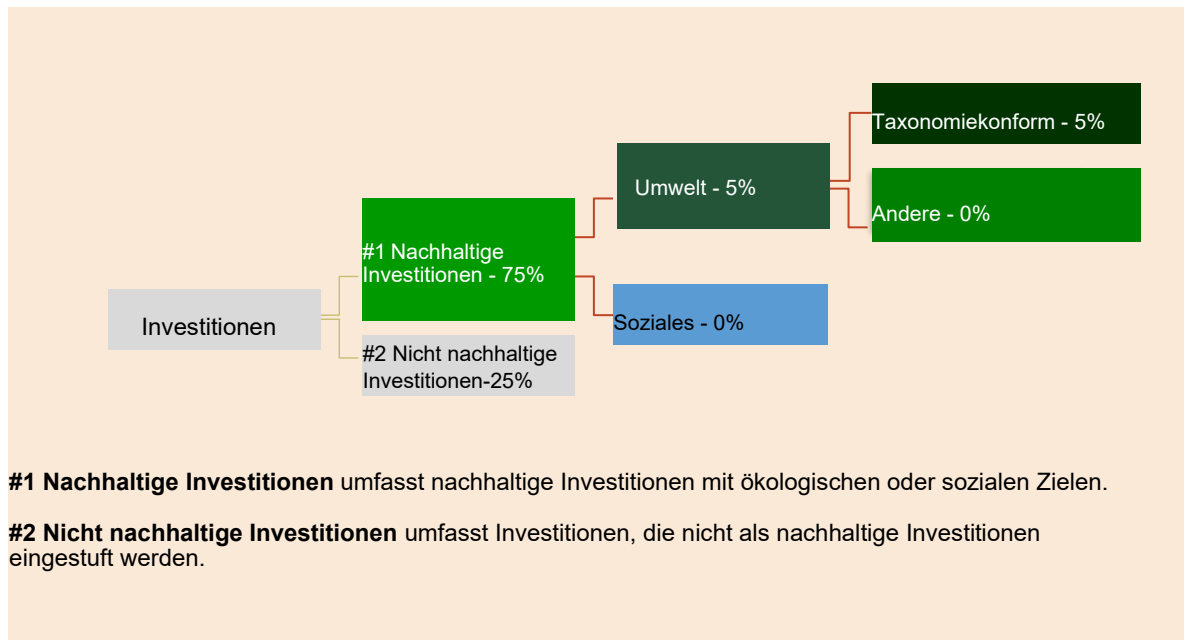 Taxonomiekonform - 5%
Umwelt - 5%
Andere - 0%
#1 Nachhaltige
Investitionen - 75%
Investitionen
Soziales - 0%
#2 Nicht nachhaltige
Investitionen-25%
#1 Nachhaltige Investitionen umfasst nachhaltige Investitionen mit ökologischen oder sozialen Zielen.
#2 Nicht nachhaltige Investitionen umfasst Investitionen, die nicht als nachhaltige Investitionen
eingestuft werden.